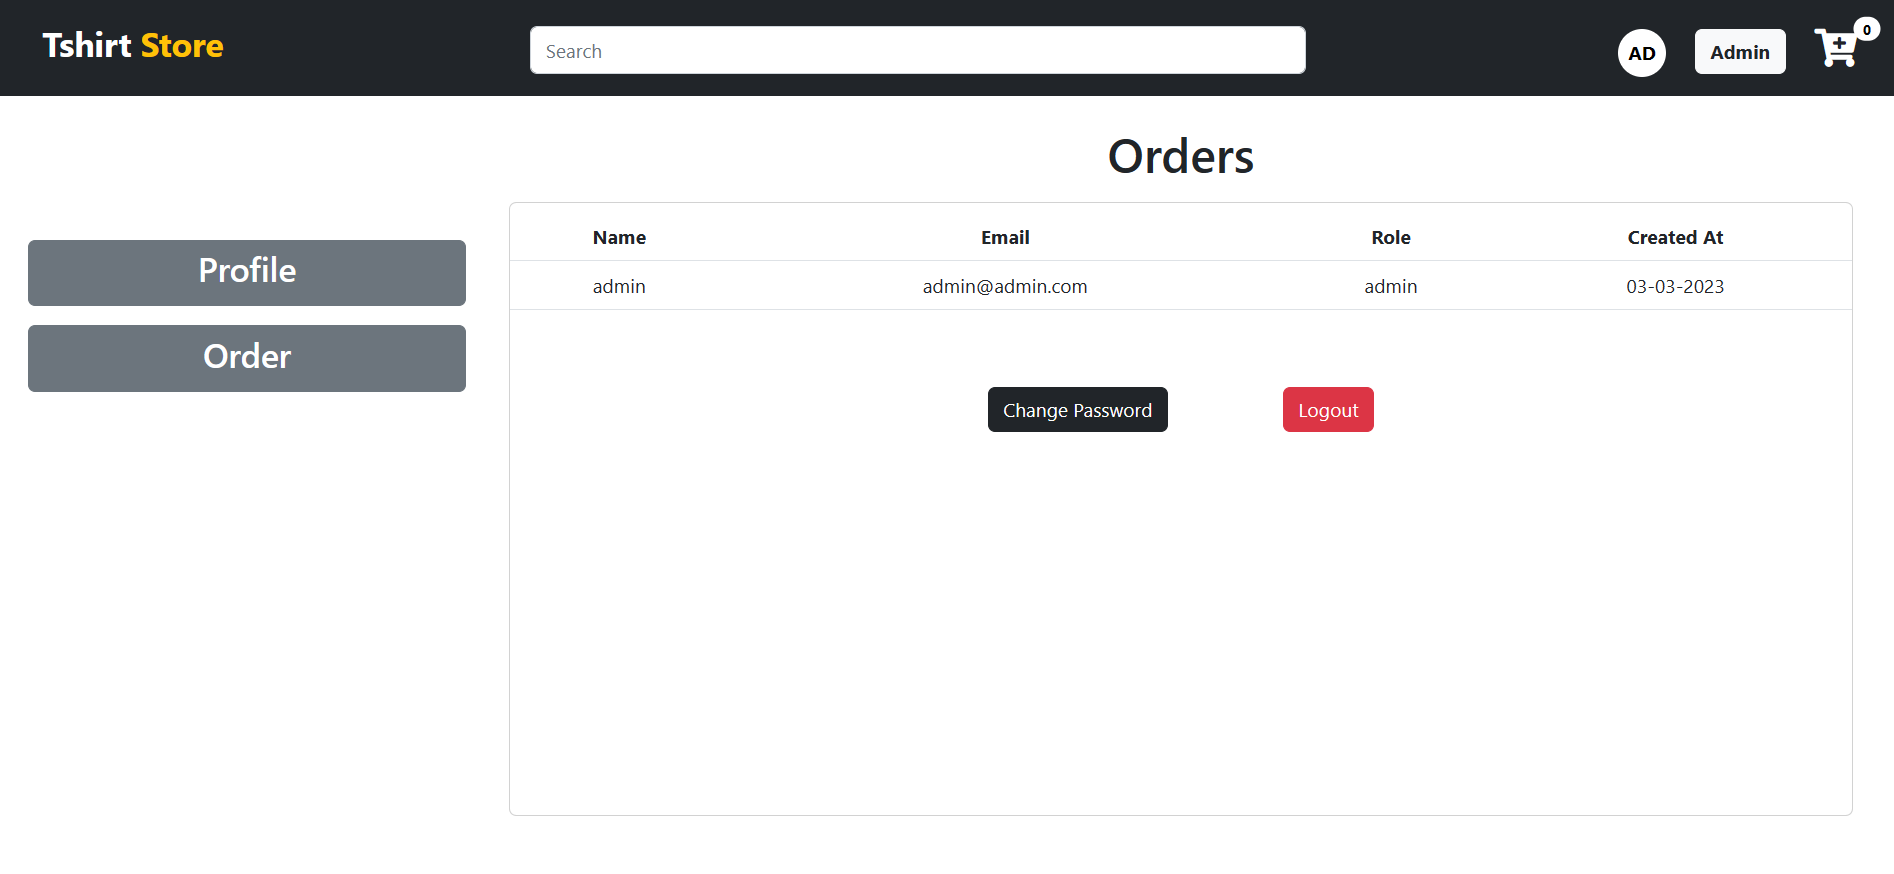 Tshirt Store
Search
AD
Admin
0
Orders
Profile
Order
Name Email Role Created At
admin admin@admin.com admin 03-03-2023
Change Password Logout